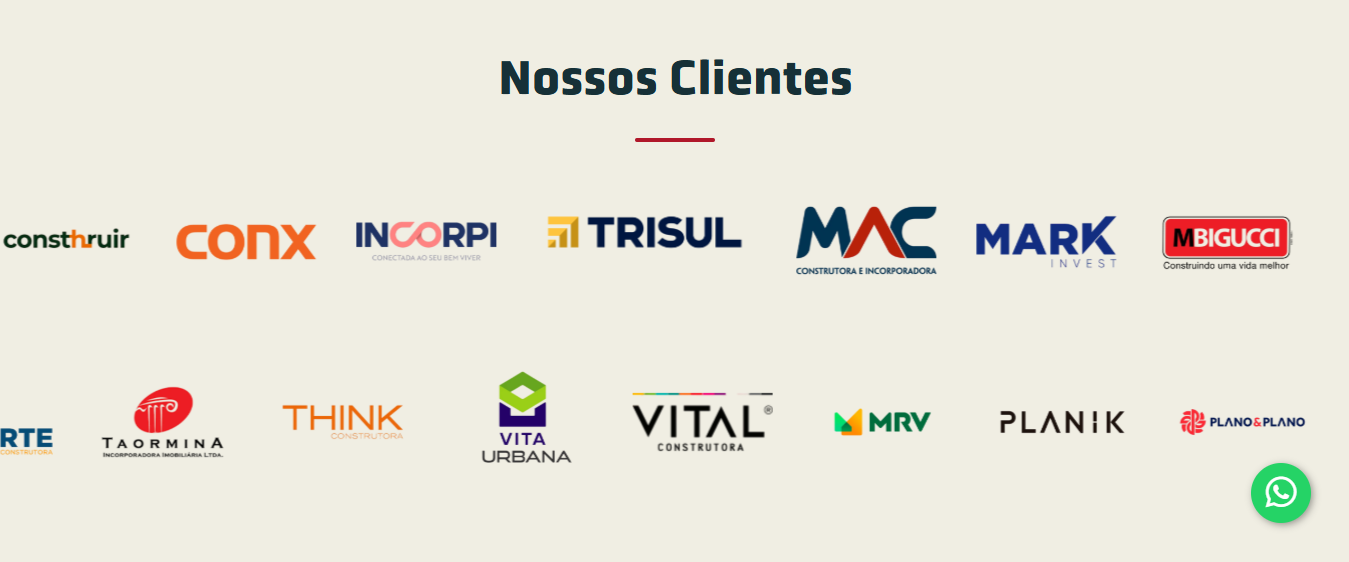 Nossos Clientes
consthruir
CONX
INCORPI
CONECTADA AO SEU BEM VIVER
TRISUL
MAC
CONSTRUTORA E INCORPORADORA
MARK
INVEST
MBIGUCCI
Construindo uma vida melhor
RTE
CONSTRUTORA
TAORMINA
INCORPORADORA IMOBILIÁRIA LTDA.
THINK
CONSTRUTORA
VITA
URBANA
VITAL®
CONSTRUTORA
MRV
PLANIK
PLANO&PLANO